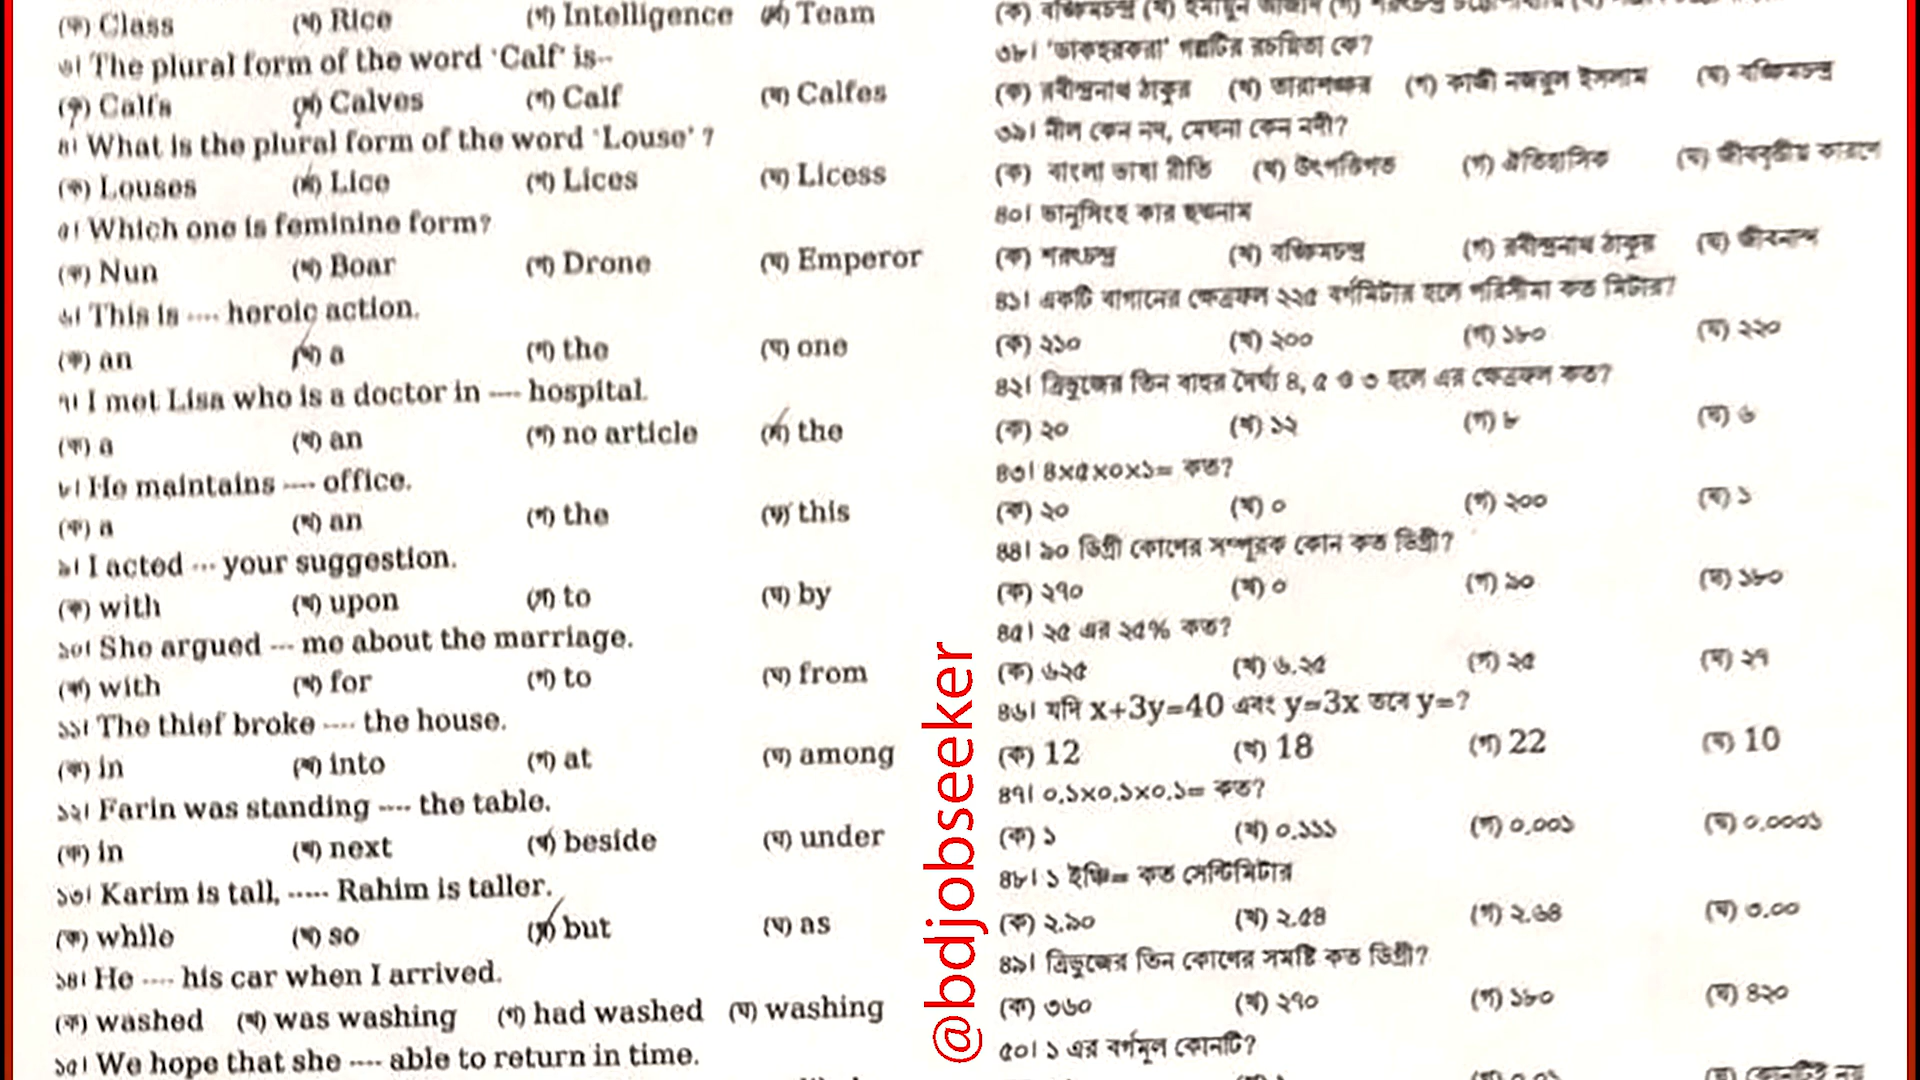 (ক) Class (খ) Rice (গ) Intelligence (ঘ) Team
৩। The plural form of the word 'Calf' is--
(ক) Calfs (খ) Calves (গ) Calf (ঘ) Calfes
৪। What is the plural form of the word 'Louse' ?
(ক) Louses (খ) Lice (গ) Lices (ঘ) Licess
৫। Which one is feminine form?
(ক) Nun (খ) Boar (গ) Drone (ঘ) Emperor
৬। This is ---- heroic action.
(ক) an (খ) a (গ) the (ঘ) one
৭। I met Lisa who is a doctor in ---- hospital.
(ক) a (খ) an (গ) no article (ঘ) the
৮। He maintains ---- office.
(ক) a (খ) an (গ) the (ঘ) this
৯। I acted --- your suggestion.
(ক) with (খ) upon (গ) to (ঘ) by
১০। She argued --- me about the marriage.
(ক) with (খ) for (গ) to (ঘ) from
১১। The thief broke ---- the house.
(ক) in (খ) into (গ) at (ঘ) among
১২। Farin was standing ---- the table.
(ক) in (খ) next (গ) beside (ঘ) under
১৩। Karim is tall, ----- Rahim is taller.
(ক) while (খ) so (গ) but (ঘ) as
১৪। He ---- his car when I arrived.
(ক) washed (খ) was washing (গ) had washed (ঘ) washing
১৫। We hope that she ---- able to return in time.
@bdjobseeker
(ক) বঙ্কিমচন্দ্র (খ) হুমায়ুন আজাদ (গ)
৩৮। 'ডাকহরকরা' গল্পটির রচয়িতা কে?
(ক) রবীন্দ্রনাথ ঠাকুর (খ) তারাশঙ্কর (গ) কাজী নজরুল ইসলাম (ঘ) বঙ্কিমচন্দ্র
৩৯। নীল কেন নদ, মেঘনা কেন নদী?
(ক) বাংলা ভাষা রীতি (খ) উৎপত্তিগত (গ) ঐতিহাসিক (ঘ) কারণে
৪০। ভানুসিংহ কার ছদ্মনাম
(ক) শরৎচন্দ্র (খ) বঙ্কিমচন্দ্র (গ) রবীন্দ্রনাথ ঠাকুর (ঘ) জীবনানন্দ
৪১। একটি বাগানের ক্ষেত্রফল ২২৫ বর্গমিটার হলে পরিসীমা কত মিটার?
(ক) ২১০ (খ) ২০০ (গ) ১৮০ (ঘ) ২২০
৪২। ত্রিভুজের তিন বাহুর দৈর্ঘ্য ৪, ৫ ও ৩ হলে এর ক্ষেত্রফল কত?
(ক) ২০ (খ) ১২ (গ) ৮ (ঘ) ৬
৪৩। ৪x৫x০x১= কত?
(ক) ২০ (খ) ০ (গ) ২০০ (ঘ) ১
৪৪। ৯০ ডিগ্রী কোণের সম্পূরক কোন কত ডিগ্রী?
(ক) ২৭০ (খ) ০ (গ) ৯০ (ঘ) ১৮০
৪৫। ২৫ এর ২৫% কত?
(ক) ৬২৫ (খ) ৬.২৫ (গ) ২৫ (ঘ) ২৭
৪৬। যদি x+3y=40 এবং y=3x তবে y=?
(ক) 12 (খ) 18 (গ) 22 (ঘ) 10
৪৭। ০.১x০.১x০.১= কত?
(ক) ১ (খ) ০.১১১ (গ) ০.০০১ (ঘ) ০.০০০১
৪৮। ১ ইঞ্চি= কত সেন্টিমিটার
(ক) ২.৯০ (খ) ২.৫৪ (গ) ২.৬৪ (ঘ) ৩.০০
৪৯। ত্রিভুজের তিন কোণের সমষ্টি কত ডিগ্রী?
(ক) ৩৬০ (খ) ২৭০ (গ) ১৮০ (ঘ) ৪২০
৫০। ১ এর বর্গমূল কোনটি?